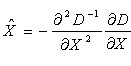 X̂ = − ∂²D⁻¹/∂X² ∂D/∂X